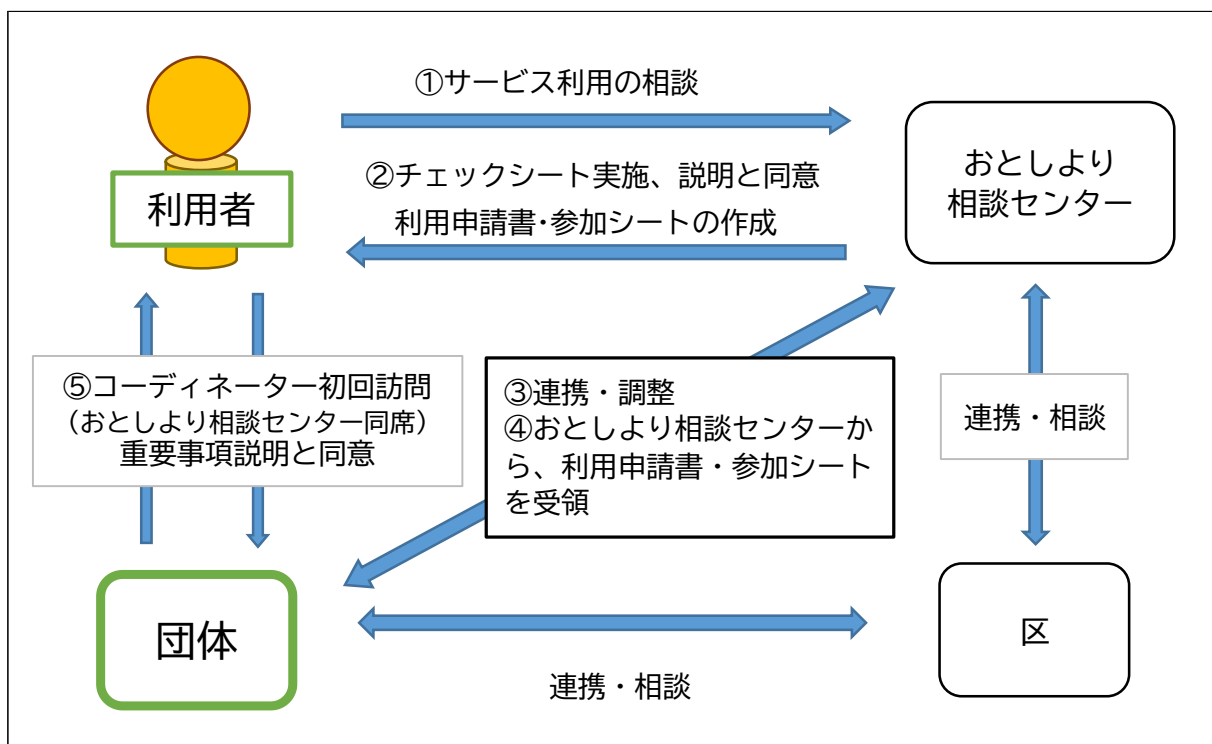 ①サービス利用の相談
②チェックシート実施、説明と同意
利用申請書・参加シートの作成
利用者
おとしより
相談センター
⑤コーディネーター初回訪問
（おとしより相談センター同席）
重要事項説明と同意
③連携・調整
④おとしより相談センターか
ら、利用申請書・参加シート
を受領
連携・相談
団体
区
連携・相談